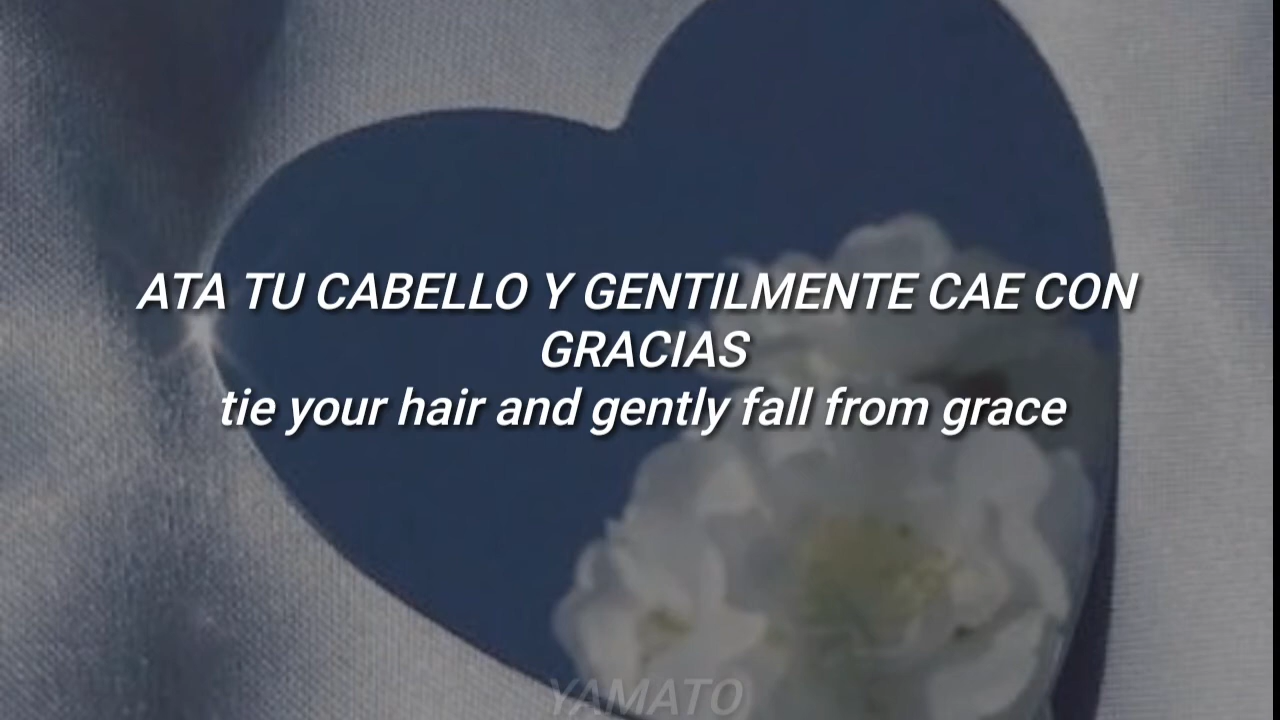 ATA TU CABELLO Y GENTILMENTE CAE CON
GRACIAS
tie your hair and gently fall from grace
YAMATO